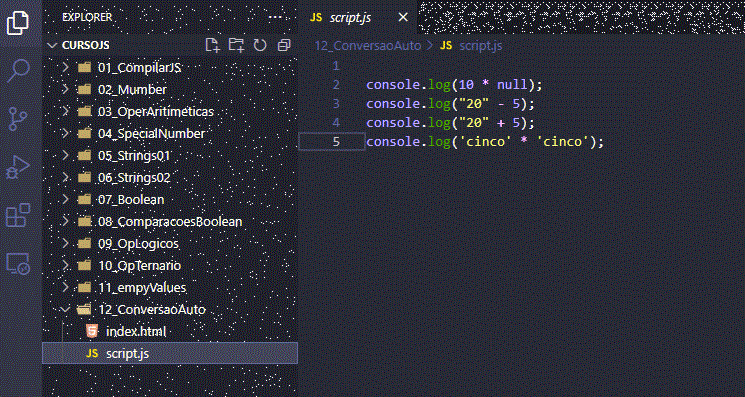 EXPLORER
CURSOJS
01_CompilarJS
02_Mumber
03_OperAritimeticas
04_SpecialNumber
05_Strings01
06_Strings02
07_Boolean
08_ComparacoesBoolean
09_OpLogicos
10_OpTernario
11_empyValues
12_ConversaoAuto
index.html
JS script.js
JS script.js
12_ConversaoAuto > JS script.js
1
2 console.log(10 * null);
3 console.log("20" - 5);
4 console.log("20" + 5);
5 console.log('cinco' * 'cinco');